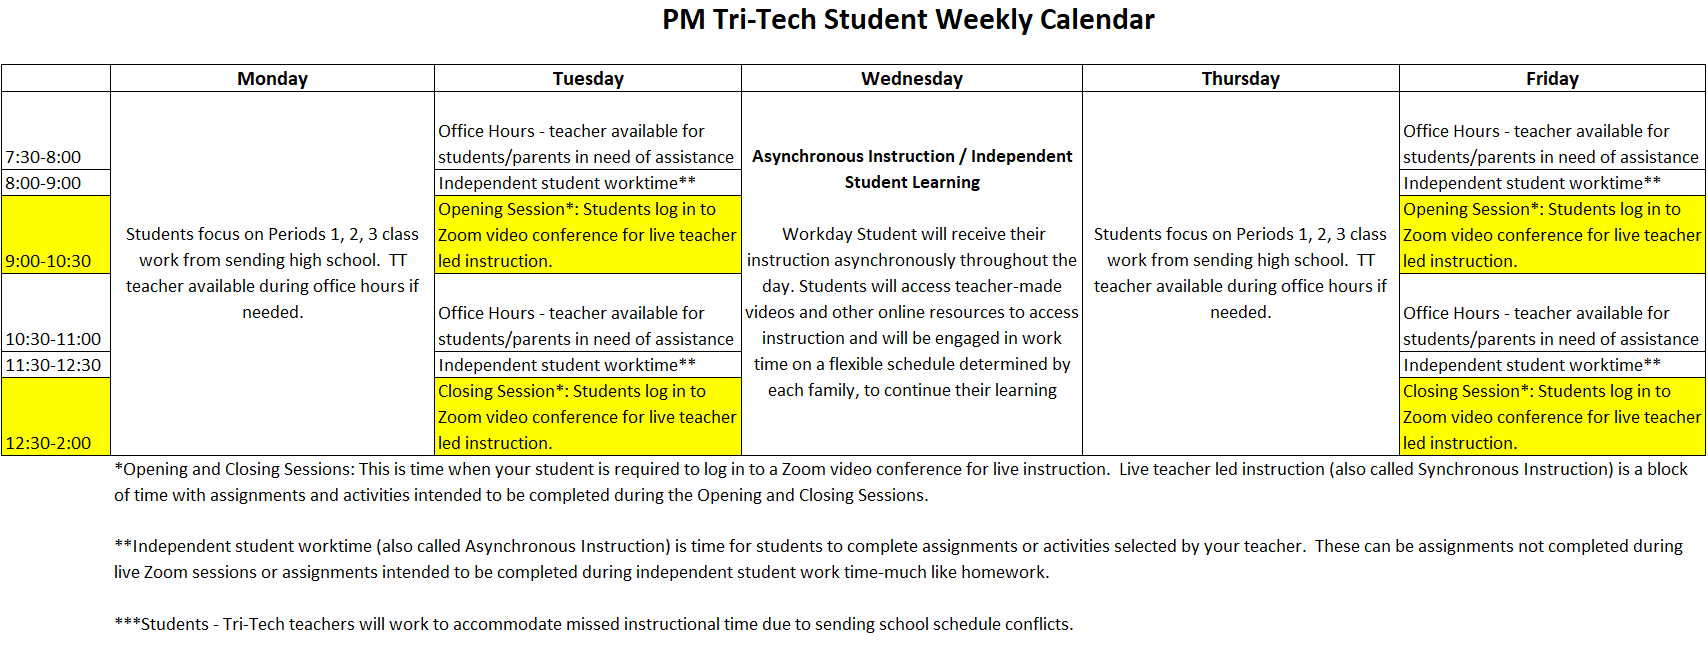 PM Tri-Tech Student Weekly Calendar
Monday
Tuesday
Wednesday
Thursday
Friday
7:30-8:00
8:00-9:00
9:00-10:30
10:30-11:00
11:30-12:30
12:30-2:00
Students focus on Periods 1, 2, 3 class
work from sending high school.  TT
teacher available during office hours if
needed.
Office Hours - teacher available for
students/parents in need of assistance
Independent student worktime**
Opening Session*: Students log in to
Zoom video conference for live teacher
led instruction.
Office Hours - teacher available for
students/parents in need of assistance
Independent student worktime**
Closing Session*: Students log in to
Zoom video conference for live teacher
led instruction.
Asynchronous Instruction / Independent
Student Learning
Workday Student will receive their
instruction asynchronously throughout the
day. Students will access teacher-made
videos and other online resources to access
instruction and will be engaged in work
time on a flexible schedule determined by
each family, to continue their learning
Students focus on Periods 1, 2, 3 class
work from sending high school.  TT
teacher available during office hours if
needed.
Office Hours - teacher available for
students/parents in need of assistance
Independent student worktime**
Opening Session*: Students log in to
Zoom video conference for live teacher
led instruction.
Office Hours - teacher available for
students/parents in need of assistance
Independent student worktime**
Closing Session*: Students log in to
Zoom video conference for live teacher
led instruction.
*Opening and Closing Sessions: This is time when your student is required to log in to a Zoom video conference for live instruction.  Live teacher led instruction (also called Synchronous Instruction) is a block
of time with assignments and activities intended to be completed during the Opening and Closing Sessions.
**Independent student worktime (also called Asynchronous Instruction) is time for students to complete assignments or activities selected by your teacher.  These can be assignments not completed during
live Zoom sessions or assignments intended to be completed during independent student work time-much like homework.
***Students - Tri-Tech teachers will work to accommodate missed instructional time due to sending school schedule conflicts.